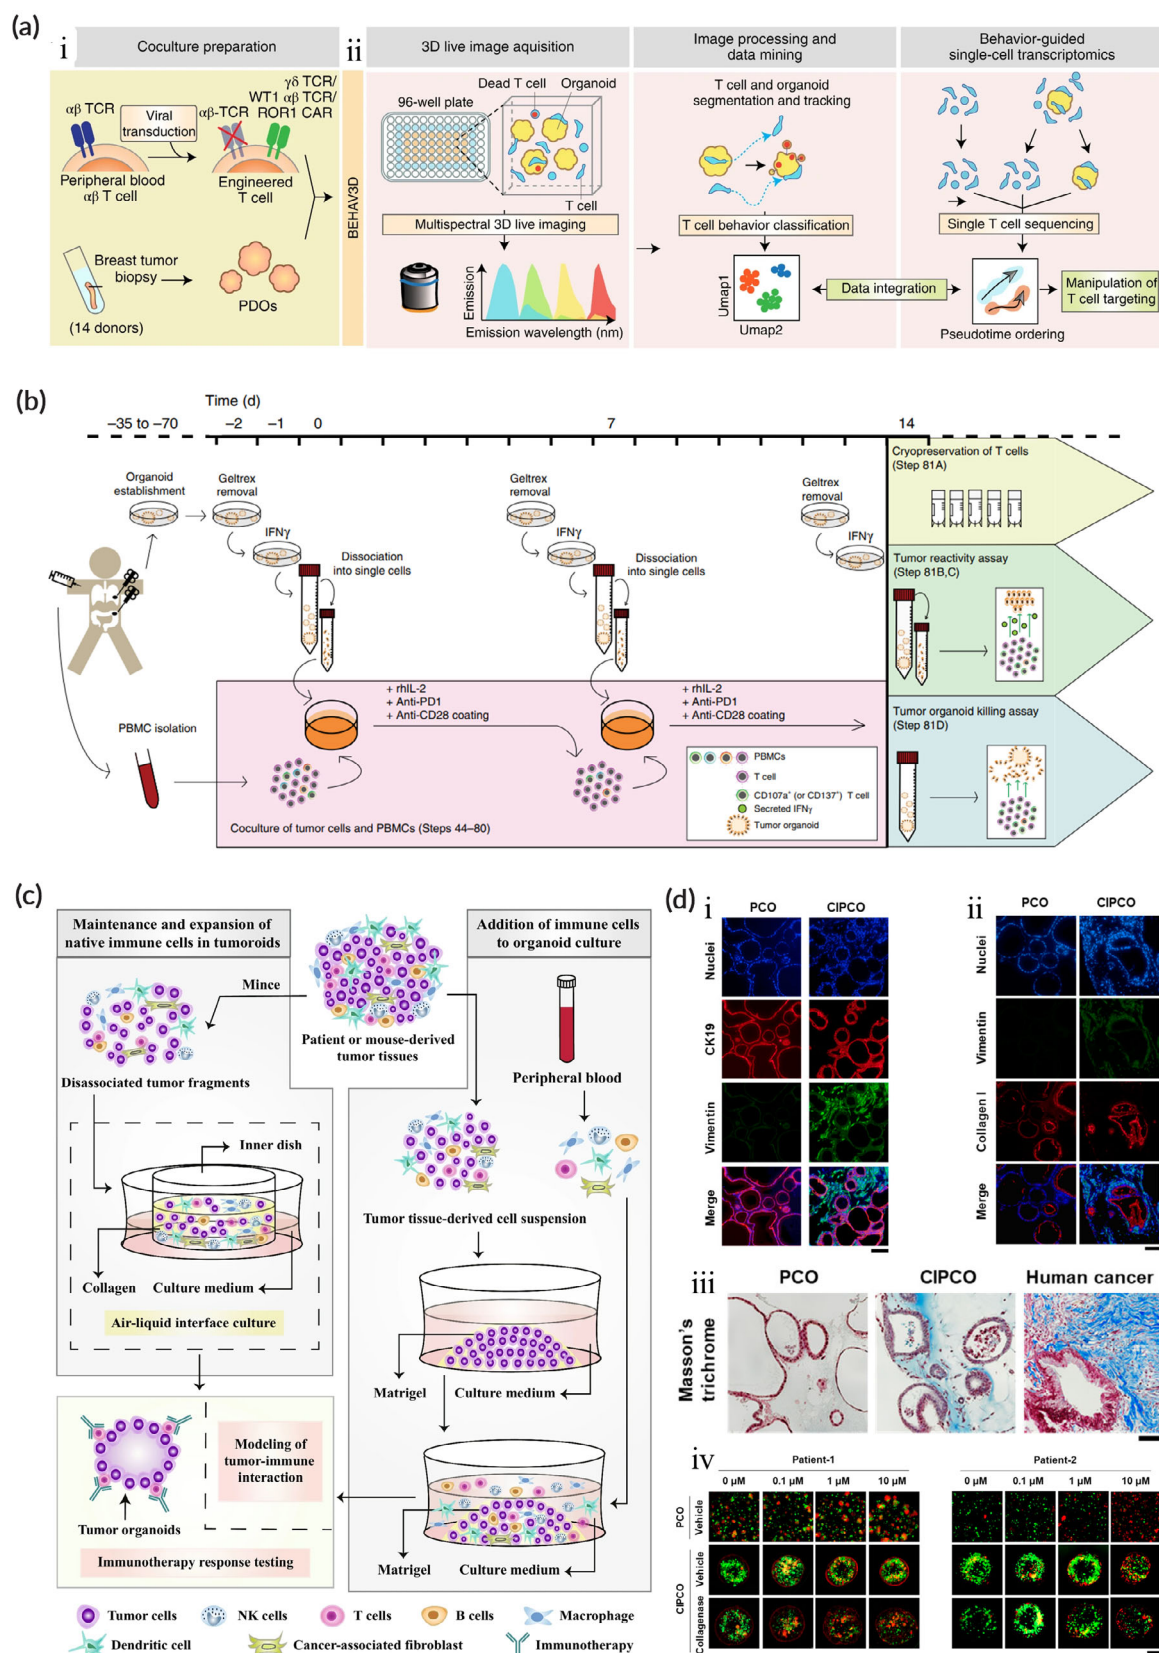 (a)
i
Coculture preparation
αβ TCR
Viral
transduction
αβ-TCR
γδ TCR/
WT1 αβ TCR/
ROR1 CAR
Peripheral blood
αβ T cell
Engineered
T cell
Breast tumor
biopsy
PDOs
(14 donors)
BEHAV3D
ii
3D live image aquisition
Dead T cell
Organoid
96-well plate
T cell
Multispectral 3D live imaging
Emission
Emission wavelength (nm)
Image processing and
data mining
T cell and organoid
segmentation and tracking
T cell behavior classification
Umap1
Umap2
Data integration
Behavior-guided
single-cell transcriptomics
Single T cell sequencing
Pseudotime ordering
Manipulation of
T cell targeting
(b)
Time (d)
–35 to –70
–2
–1
0
7
14
Organoid
establishment
Geltrex
removal
IFNγ
Dissociation
into single cells
Geltrex
removal
IFNγ
Dissociation
into single cells
Geltrex
removal
IFNγ
PBMC isolation
+ rhIL-2
+ Anti-PD1
+ Anti-CD28 coating
+ rhIL-2
+ Anti-PD1
+ Anti-CD28 coating
PBMCs
T cell
CD107a⁺ (or CD137⁺) T cell
Secreted IFNγ
Tumor organoid
Coculture of tumor cells and PBMCs (Steps 44–80)
Cryopreservation of T cells
(Step 81A)
Tumor reactivity assay
(Step 81B,C)
Tumor organoid killing assay
(Step 81D)
(c)
Maintenance and expansion of
native immune cells in tumoroids
Addition of immune cells
to organoid culture
Mince
Patient or mouse-derived
tumor tissues
Peripheral blood
Disassociated tumor fragments
Inner dish
Collagen
Culture medium
Air-liquid interface culture
Tumor tissue-derived cell suspension
Matrigel
Culture medium
Modeling of
tumor-immune
interaction
Tumor organoids
Immunotherapy response testing
Matrigel
Culture medium
Tumor cells
NK cells
T cells
B cells
Macrophage
Dendritic cell
Cancer-associated fibroblast
Immunotherapy
(d)
i
PCO
CIPCO
Nuclei
CK19
Vimentin
Merge
ii
PCO
CIPCO
Nuclei
Vimentin
Collagen I
Merge
iii
PCO
CIPCO
Human cancer
Masson's
trichrome
iv
Patient-1
0 µM
0.1 µM
1 µM
10 µM
Patient-2
0 µM
0.1 µM
1 µM
10 µM
PCO
Vehicle
CIPCO
Vehicle
Collagenase